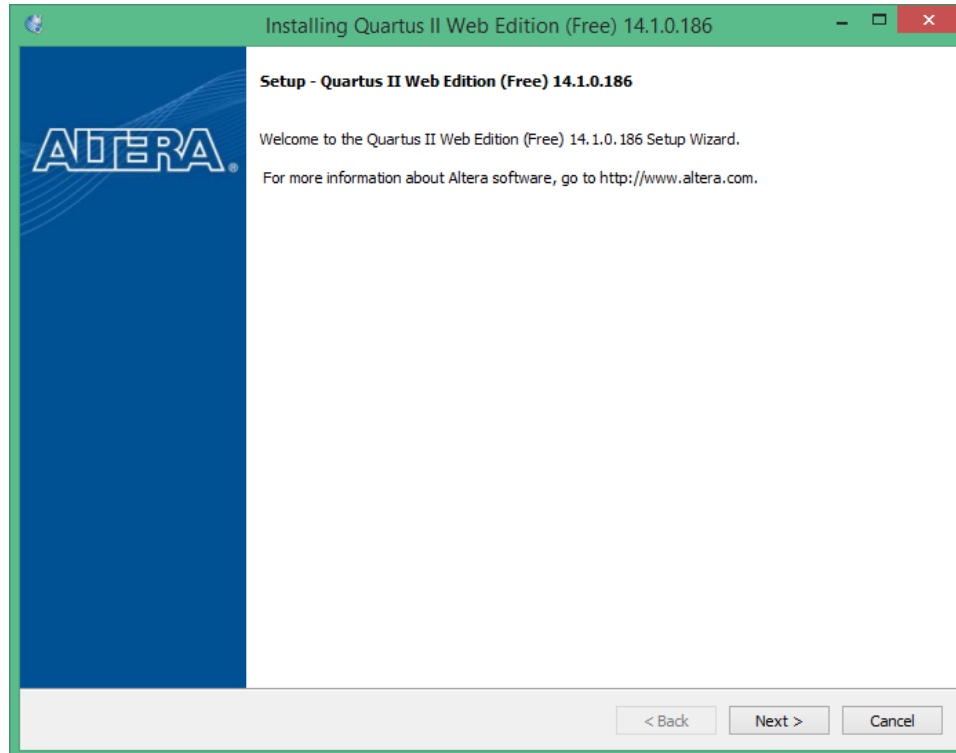 Installing Quartus II Web Edition (Free) 14.1.0.186
Setup - Quartus II Web Edition (Free) 14.1.0.186
ALTERA®
Welcome to the Quartus II Web Edition (Free) 14.1.0.186 Setup Wizard.
For more information about Altera software, go to http://www.altera.com.
< Back Next > Cancel